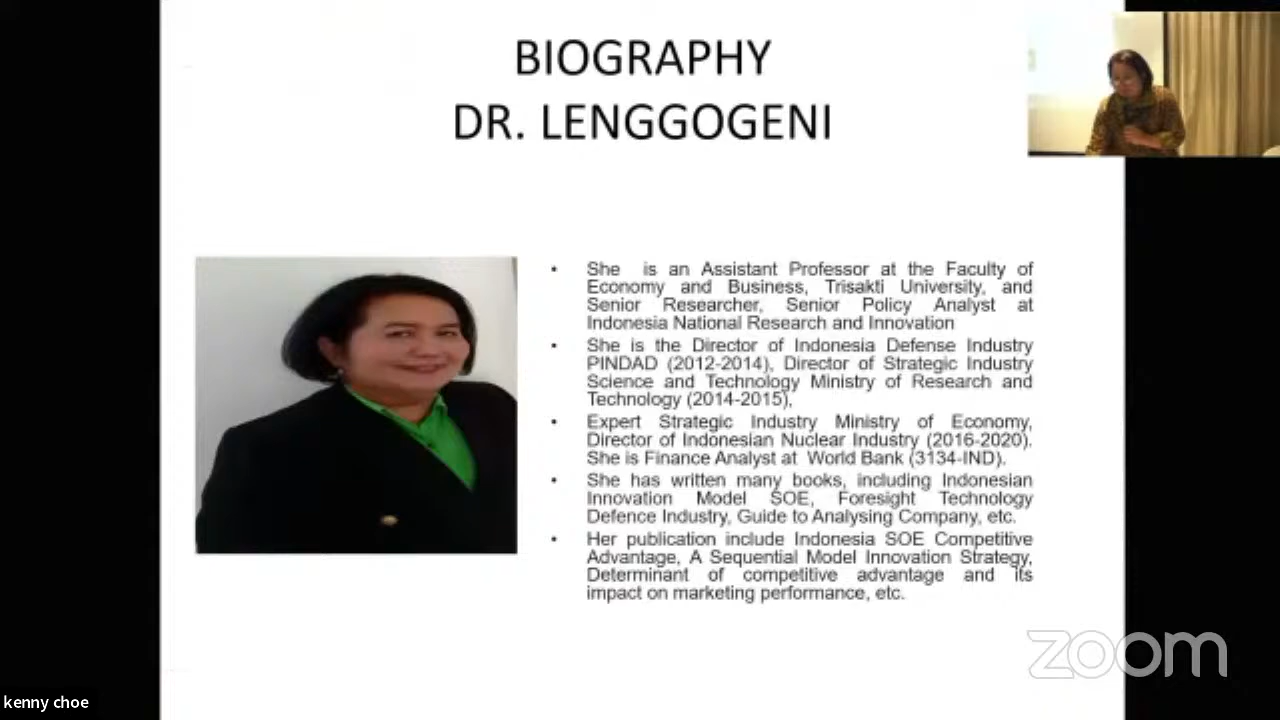 BIOGRAPHY
DR. LENGGOGENI
• She is an Assistant Professor at the Faculty of
Economy and Business, Trisakti University, and
Senior Researcher, Senior Policy Analyst at
Indonesia National Research and Innovation
• She is the Director of Indonesia Defense Industry
PINDAD (2012-2014), Director of Strategic Industry
Science and Technology Ministry of Research and
Technology (2014-2015),
• Expert Strategic Industry Ministry of Economy,
Director of Indonesian Nuclear Industry (2016-2020).
She is Finance Analyst at World Bank (3134-IND).
• She has written many books, including Indonesian
Innovation Model SOE, Foresight Technology
Defence Industry, Guide to Analysing Company, etc.
• Her publication include Indonesia SOE Competitive
Advantage, A Sequential Model Innovation Strategy,
Determinant of competitive advantage and its
impact on marketing performance, etc.
zoom
kenny choe